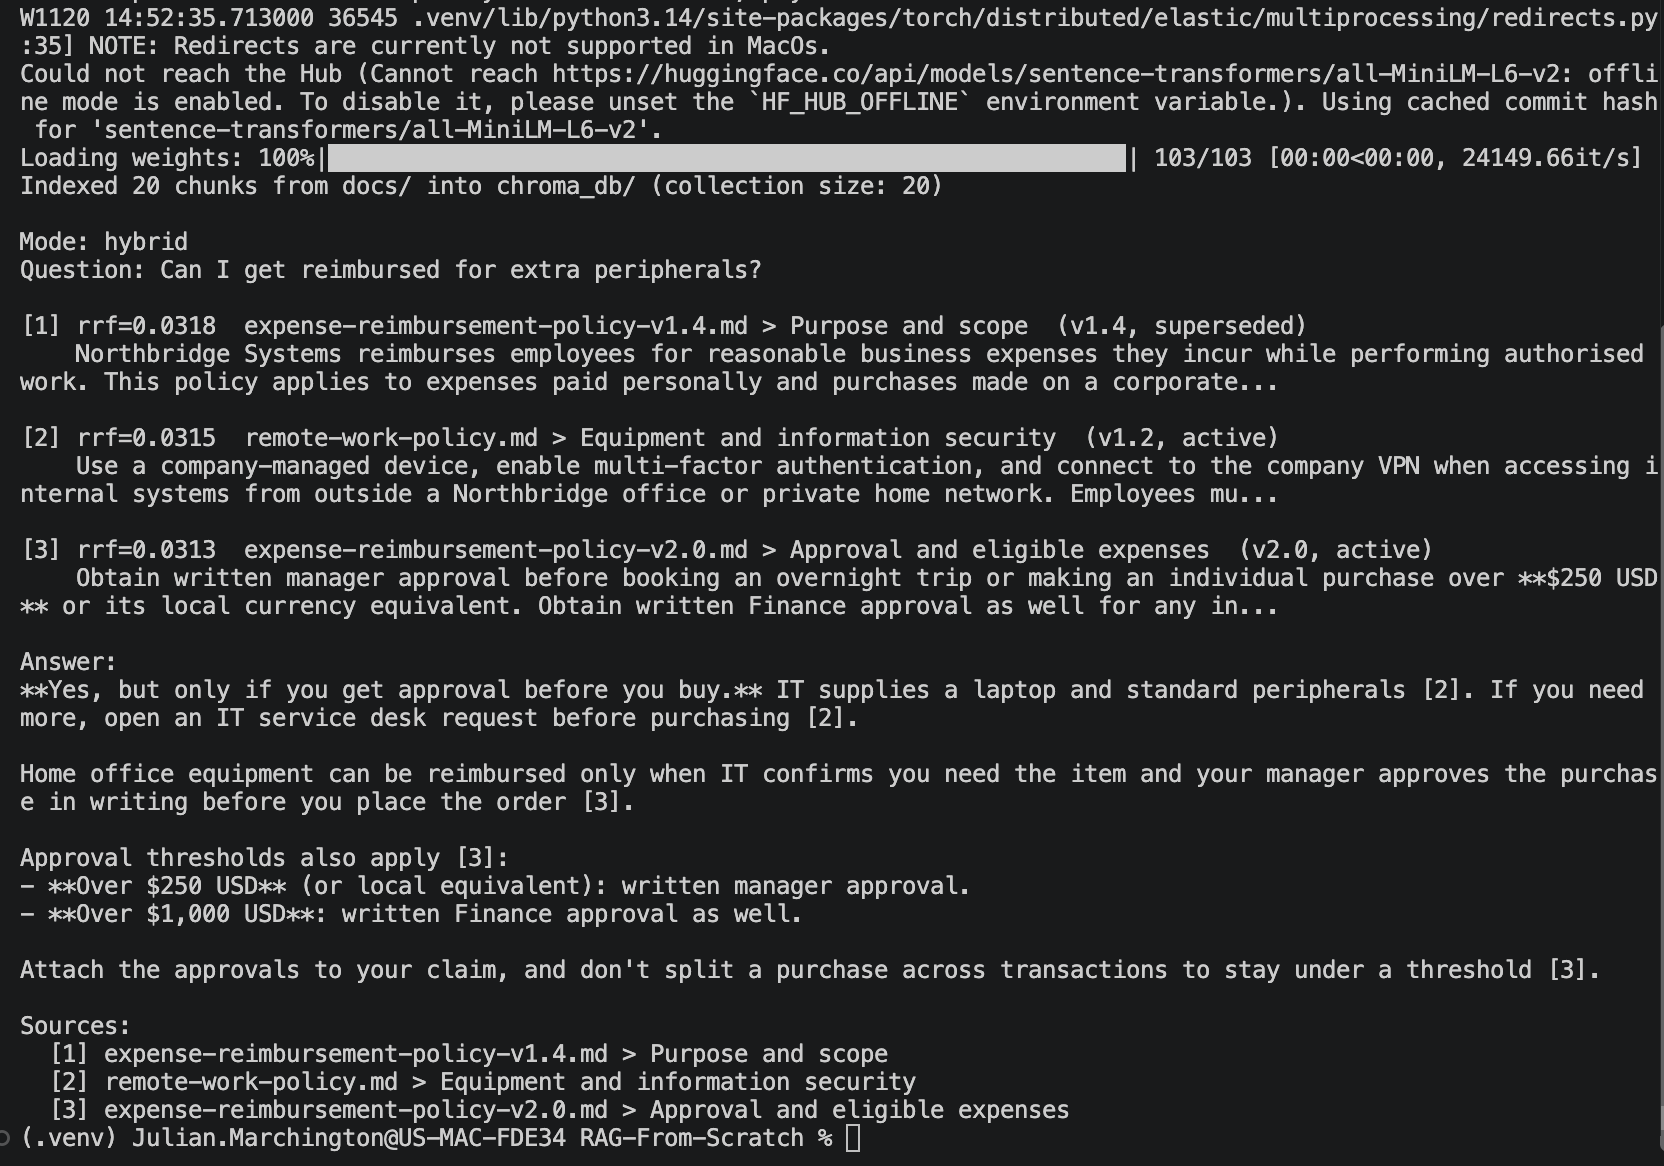 W1120 14:52:35.713000 36545 .venv/lib/python3.14/site-packages/torch/distributed/elastic/multiprocessing/redirects.py
:35] NOTE: Redirects are currently not supported in MacOs.
Could not reach the Hub (Cannot reach https://huggingface.co/api/models/sentence-transformers/all-MiniLM-L6-v2: offli
ne mode is enabled. To disable it, please unset the `HF_HUB_OFFLINE` environment variable.). Using cached commit hash
 for 'sentence-transformers/all-MiniLM-L6-v2'.
Loading weights: 100%|          | 103/103 [00:00<00:00, 24149.66it/s]
Indexed 20 chunks from docs/ into chroma_db/ (collection size: 20)

Mode: hybrid
Question: Can I get reimbursed for extra peripherals?

[1] rrf=0.0318  expense-reimbursement-policy-v1.4.md > Purpose and scope  (v1.4, superseded)
    Northbridge Systems reimburses employees for reasonable business expenses they incur while performing authorised
work. This policy applies to expenses paid personally and purchases made on a corporate...

[2] rrf=0.0315  remote-work-policy.md > Equipment and information security  (v1.2, active)
    Use a company-managed device, enable multi-factor authentication, and connect to the company VPN when accessing i
nternal systems from outside a Northbridge office or private home network. Employees mu...

[3] rrf=0.0313  expense-reimbursement-policy-v2.0.md > Approval and eligible expenses  (v2.0, active)
    Obtain written manager approval before booking an overnight trip or making an individual purchase over **$250 USD
** or its local currency equivalent. Obtain written Finance approval as well for any in...

Answer:
**Yes, but only if you get approval before you buy.** IT supplies a laptop and standard peripherals [2]. If you need
more, open an IT service desk request before purchasing [2].

Home office equipment can be reimbursed only when IT confirms you need the item and your manager approves the purchas
e in writing before you place the order [3].

Approval thresholds also apply [3]:
- **Over $250 USD** (or local equivalent): written manager approval.
- **Over $1,000 USD**: written Finance approval as well.

Attach the approvals to your claim, and don't split a purchase across transactions to stay under a threshold [3].

Sources:
  [1] expense-reimbursement-policy-v1.4.md > Purpose and scope
  [2] remote-work-policy.md > Equipment and information security
  [3] expense-reimbursement-policy-v2.0.md > Approval and eligible expenses
(.venv) Julian.Marchington@US-MAC-FDE34 RAG-From-Scratch %